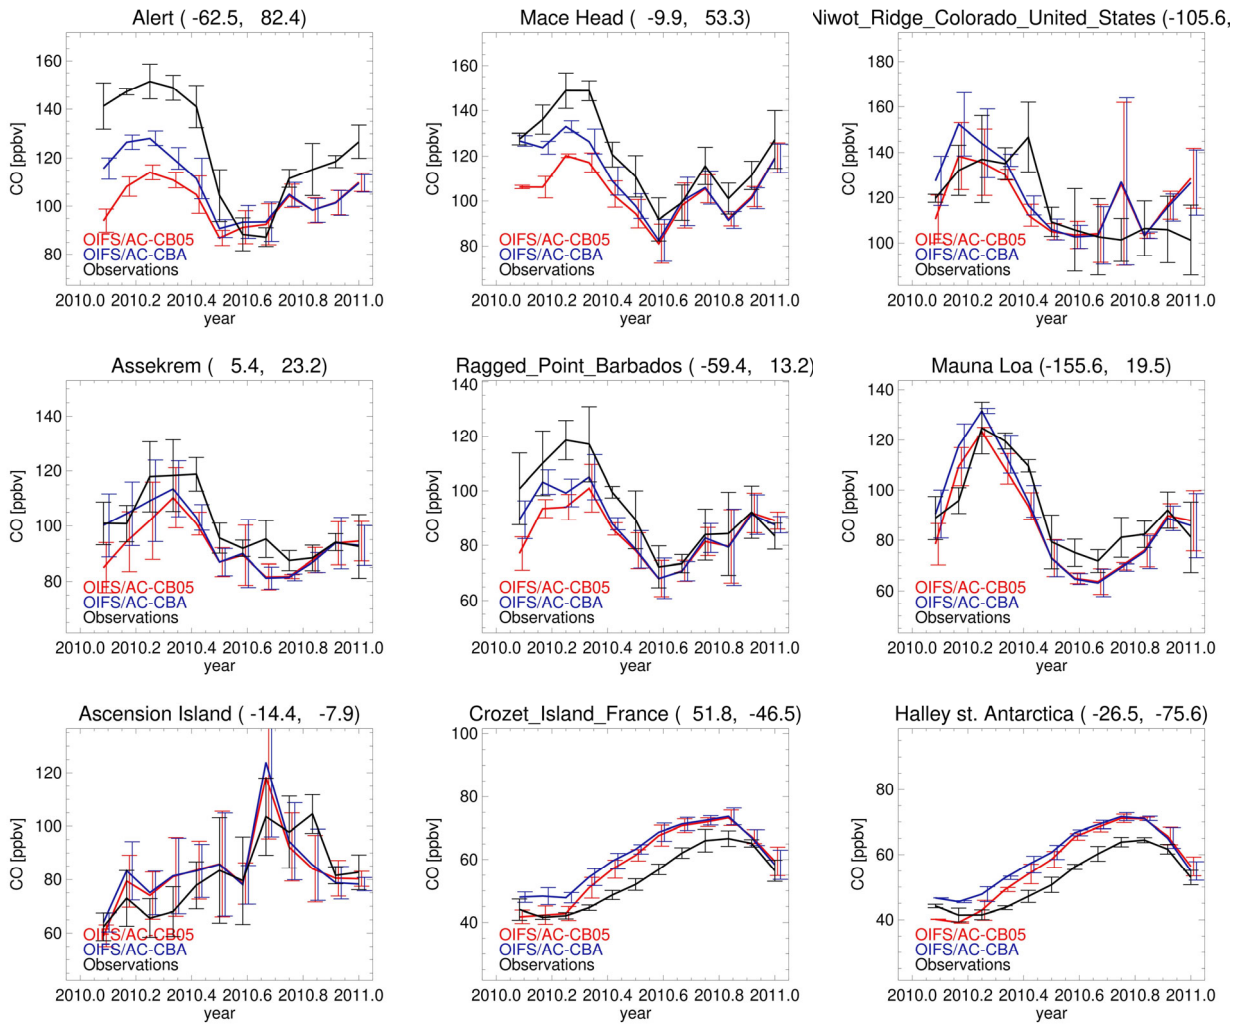 Alert ( -62.5, 82.4)
CO [ppbv]
160
140
120
100
80
OIFS/AC-CB05
OIFS/AC-CBA
Observations
2010.0 2010.2 2010.4 2010.6 2010.8 2011.0
year
Mace Head ( -9.9, 53.3)
CO [ppbv]
160
140
120
100
80
OIFS/AC-CB05
OIFS/AC-CBA
Observations
2010.0 2010.2 2010.4 2010.6 2010.8 2011.0
year
Niwot_Ridge_Colorado_United_States (-105.6,
CO [ppbv]
180
160
140
120
100
OIFS/AC-CB05
OIFS/AC-CBA
Observations
2010.0 2010.2 2010.4 2010.6 2010.8 2011.0
year
Assekrem ( 5.4, 23.2)
CO [ppbv]
140
120
100
80
OIFS/AC-CB05
OIFS/AC-CBA
Observations
2010.0 2010.2 2010.4 2010.6 2010.8 2011.0
year
Ragged_Point_Barbados ( -59.4, 13.2)
CO [ppbv]
140
120
100
80
60
OIFS/AC-CB05
OIFS/AC-CBA
Observations
2010.0 2010.2 2010.4 2010.6 2010.8 2011.0
year
Mauna Loa (-155.6, 19.5)
CO [ppbv]
140
120
100
80
60
OIFS/AC-CB05
OIFS/AC-CBA
Observations
2010.0 2010.2 2010.4 2010.6 2010.8 2011.0
year
Ascension Island ( -14.4, -7.9)
CO [ppbv]
120
100
80
60
OIFS/AC-CB05
OIFS/AC-CBA
Observations
2010.0 2010.2 2010.4 2010.6 2010.8 2011.0
year
Crozet_Island_France ( 51.8, -46.5)
CO [ppbv]
100
80
60
40
OIFS/AC-CB05
OIFS/AC-CBA
Observations
2010.0 2010.2 2010.4 2010.6 2010.8 2011.0
year
Halley st. Antarctica ( -26.5, -75.6)
CO [ppbv]
80
60
40
OIFS/AC-CB05
OIFS/AC-CBA
Observations
2010.0 2010.2 2010.4 2010.6 2010.8 2011.0
year